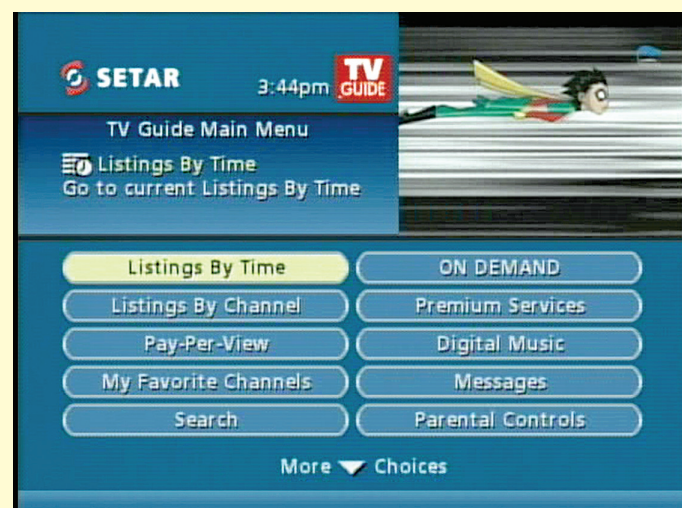 SETAR
3:44pm
TV
GUIDE
TV Guide Main Menu
Listings By Time
Go to current Listings By Time
Listings By Time
ON DEMAND
Listings By Channel
Premium Services
Pay-Per-View
Digital Music
My Favorite Channels
Messages
Search
Parental Controls
More Choices